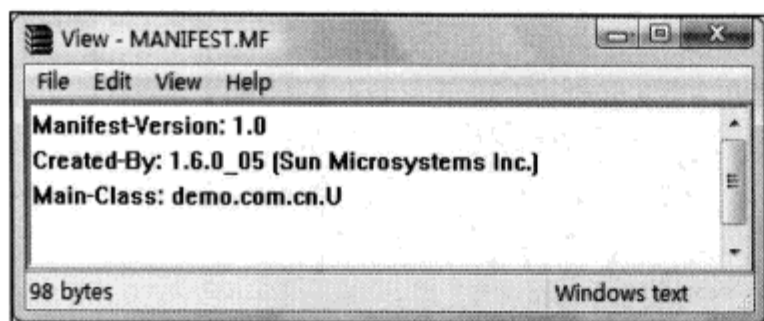 View - MANIFEST.MF
File Edit View Help
Manifest-Version: 1.0
Created-By: 1.6.0_05 (Sun Microsystems Inc.)
Main-Class: demo.com.cn.U
98 bytes Windows text